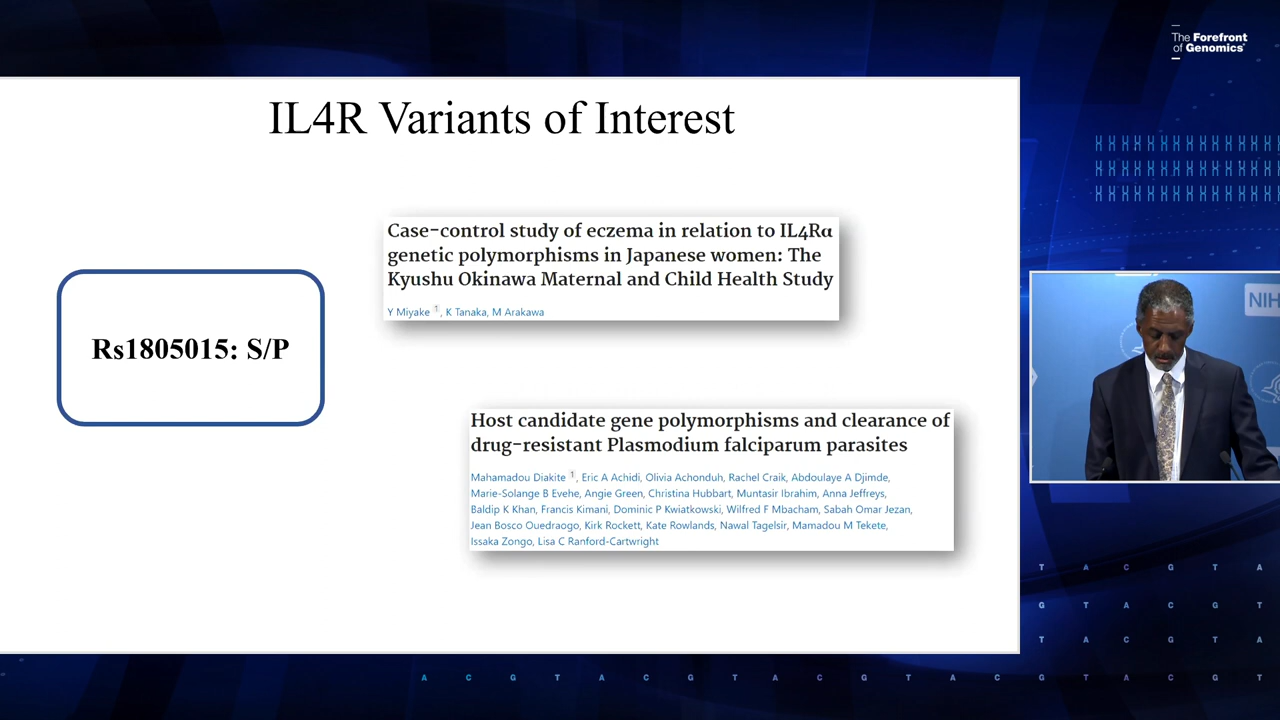 The Forefront
of Genomics®
IL4R Variants of Interest
Case-control study of eczema in relation to IL4Rα
genetic polymorphisms in Japanese women: The
Kyushu Okinawa Maternal and Child Health Study
Y Miyake 1, K Tanaka, M Arakawa
Rs1805015: S/P
Host candidate gene polymorphisms and clearance of
drug-resistant Plasmodium falciparum parasites
Mahamadou Diakite 1, Eric A Achidi, Olivia Achonduh, Rachel Craik, Abdoulaye A Djimde,
Marie-Solange B Evehe, Angie Green, Christina Hubbart, Muntasir Ibrahim, Anna Jeffreys,
Baldip K Khan, Francis Kimani, Dominic P Kwiatkowski, Wilfred F Mbacham, Sabah Omar Jezan,
Jean Bosco Ouedraogo, Kirk Rockett, Kate Rowlands, Nawal Tagelsir, Mamadou M Tekete,
Issaka Zongo, Lisa C Ranford-Cartwright
NIH
T A C G T A
G T A C G T
T A C G T A
A C G T A C G T A C G T A C G T A C G T